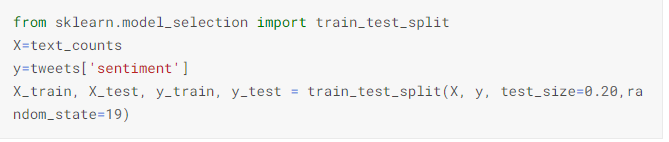 from sklearn.model_selection import train_test_split
X=text_counts
y=tweets['sentiment']
X_train, X_test, y_train, y_test = train_test_split(X, y, test_size=0.20,ra
ndom_state=19)